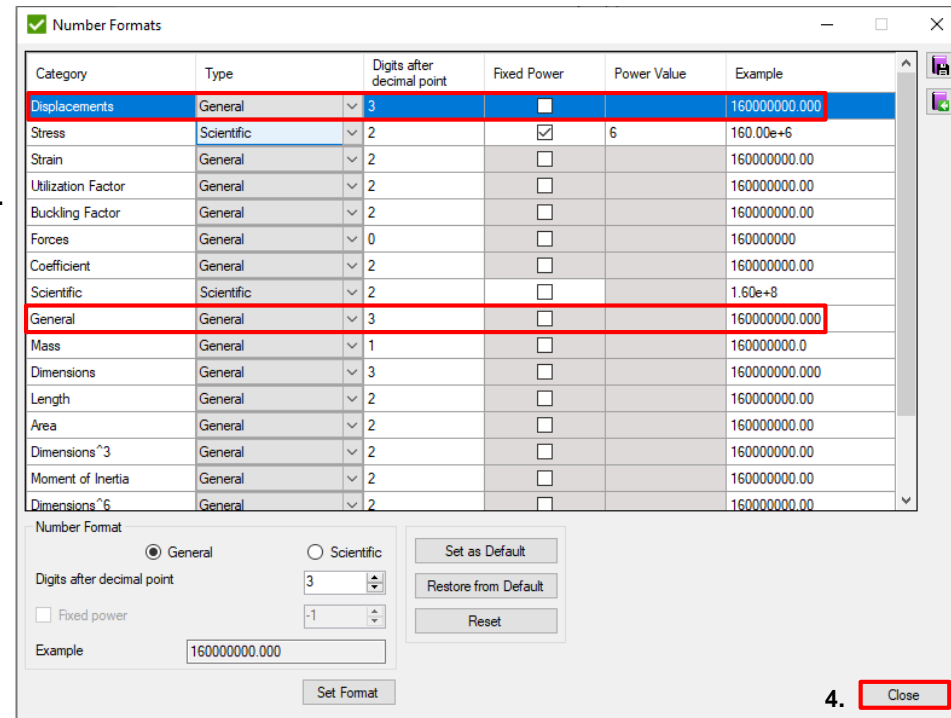 Number Formats
Category Type Digits after decimal point Fixed Power Power Value Example
Displacements General 3 160000000.000
Stress Scientific 2 6 160.00e+6
Strain General 2 160000000.00
Utilization Factor General 2 160000000.00
Buckling Factor General 2 160000000.00
Forces General 0 160000000
Coefficient General 2 160000000.00
Scientific Scientific 2 1.60e+8
General General 3 160000000.000
Mass General 1 160000000.0
Dimensions General 3 160000000.000
Length General 2 160000000.00
Area General 2 160000000.00
Dimensions^3 General 2 160000000.00
Moment of Inertia General 2 160000000.00
Dimensions^6 General 2 160000000.00
Number Format
General Scientific
Digits after decimal point 3
Fixed power -1
Example 160000000.000
Set Format
Set as Default
Restore from Default
Reset
4. Close